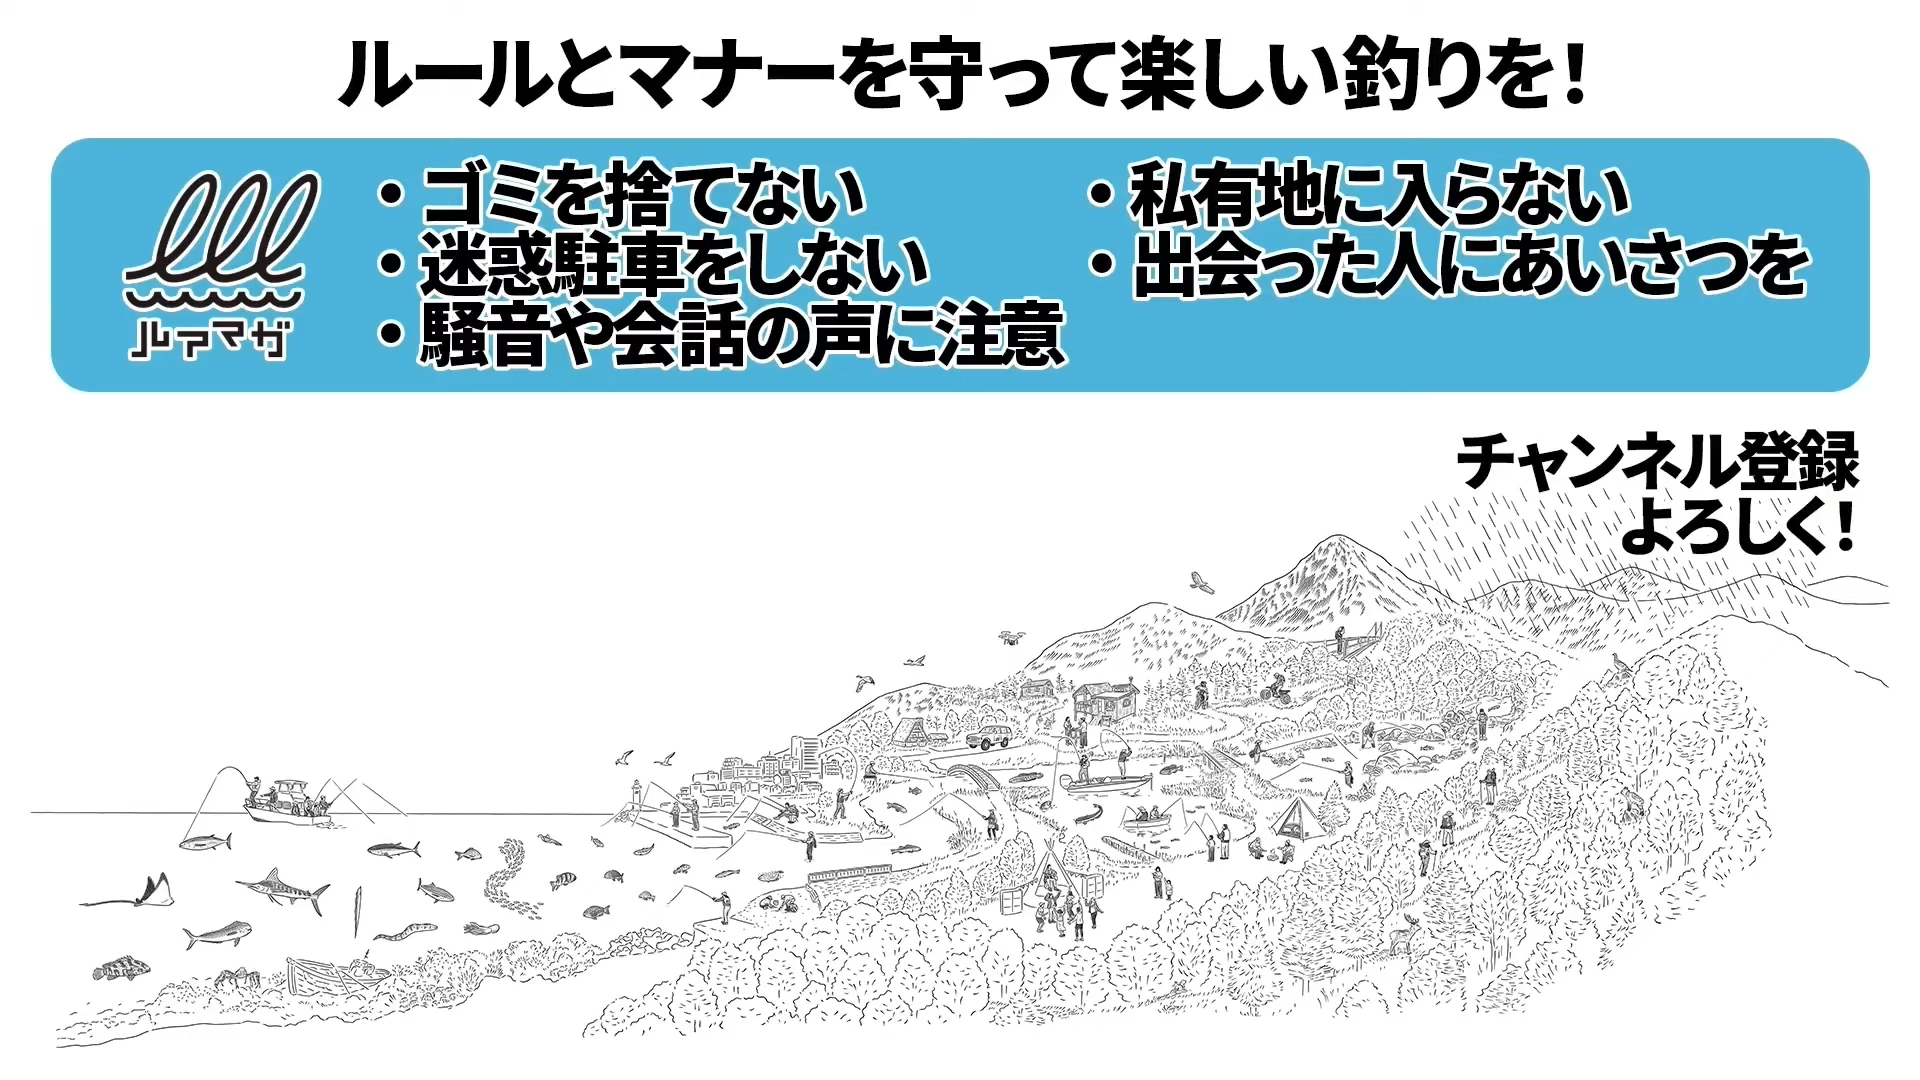 ルールとマナーを守って楽しい釣りを!
ルアマガ
・ゴミを捨てない
・迷惑駐車をしない
・騒音や会話の声に注意
・私有地に入らない
・出会った人にあいさつを
チャンネル登録
よろしく!